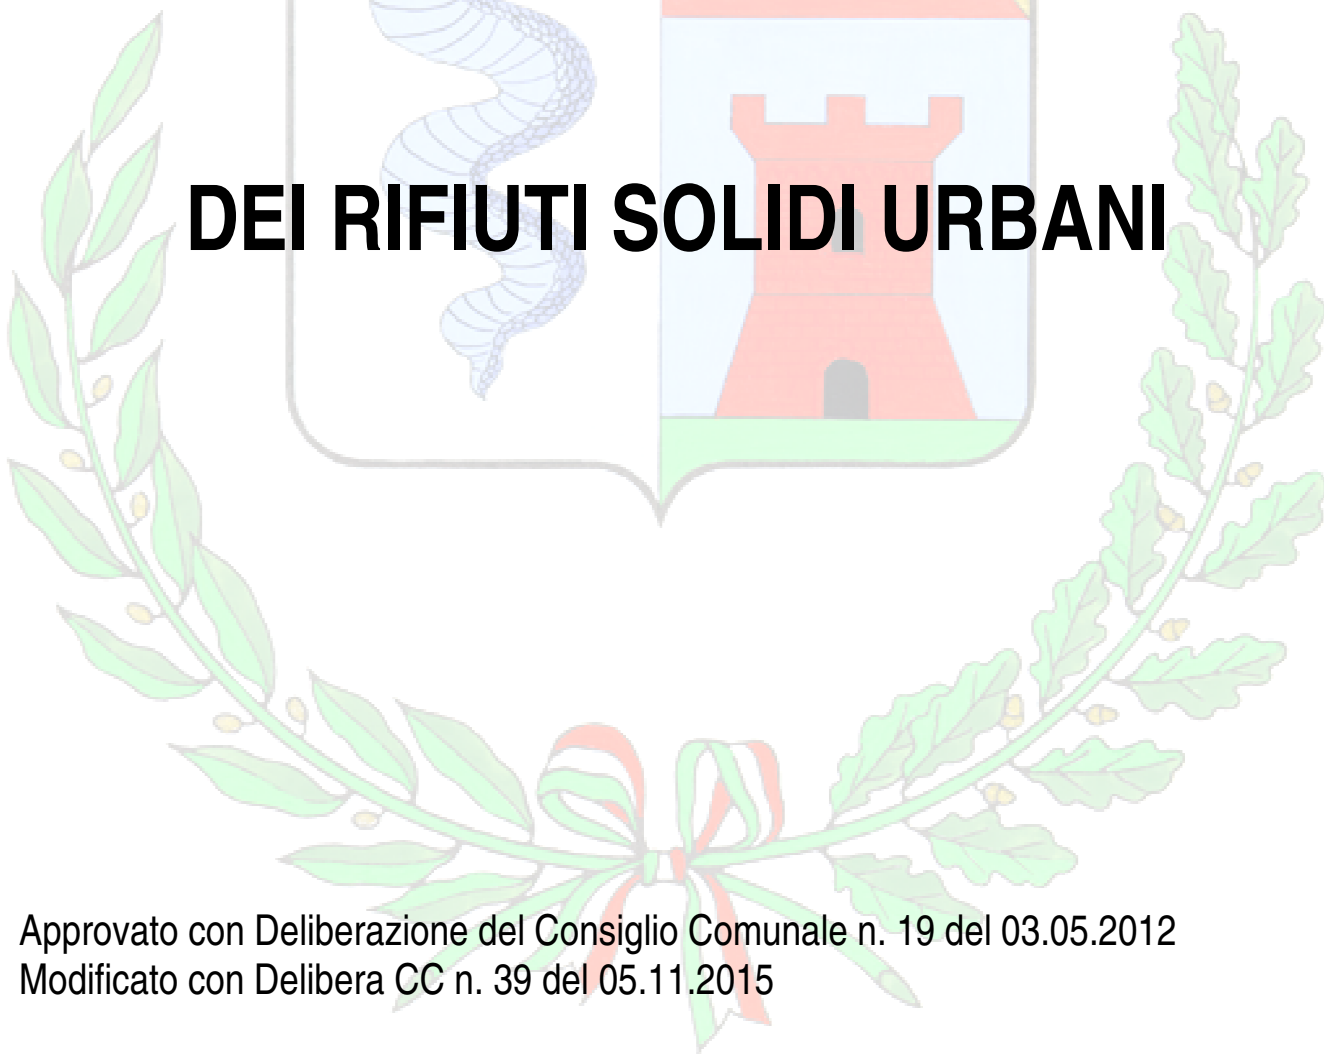 DEI RIFIUTI SOLIDI URBANI
Approvato con Deliberazione del Consiglio Comunale n. 19 del 03.05.2012
Modificato con Delibera CC n. 39 del 05.11.2015